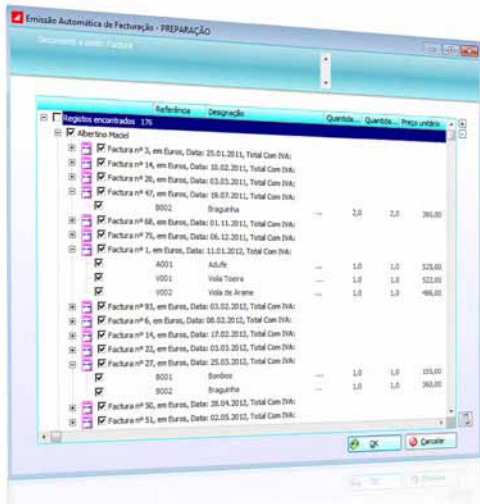 Emissão Automática de Facturação - PREPARAÇÃO
Documento a emitir: Factura
Referência Designação Quantida... Quantida... Preço unitário
Registos encontrados 176
Albertino Maciel
Factura nº 3, em Euros, Data: 25.01.2011, Total Com IVA:
Factura nº 14, em Euros, Data: 10.02.2011, Total Com IVA:
Factura nº 20, em Euros, Data: 03.03.2011, Total Com IVA:
Factura nº 47, em Euros, Data: 19.07.2011, Total Com IVA:
B002 Braguinha ... 2,0 2,0 360,00
Factura nº 68, em Euros, Data: 01.11.2011, Total Com IVA:
Factura nº 75, em Euros, Data: 06.12.2011, Total Com IVA:
Factura nº 1, em Euros, Data: 11.01.2012, Total Com IVA:
A001 Adufe ... 1,0 1,0 525,00
V001 Viola Toeira ... 1,0 1,0 522,00
V002 Viola de Arame ... 1,0 1,0 486,00
Factura nº 93, em Euros, Data: 03.02.2012, Total Com IVA:
Factura nº 6, em Euros, Data: 08.02.2012, Total Com IVA:
Factura nº 14, em Euros, Data: 17.02.2012, Total Com IVA:
Factura nº 22, em Euros, Data: 03.03.2012, Total Com IVA:
Factura nº 27, em Euros, Data: 25.03.2012, Total Com IVA:
B001 Bombos ... 1,0 1,0 155,00
B002 Braguinha ... 1,0 1,0 360,00
Factura nº 50, em Euros, Data: 28.04.2012, Total Com IVA:
Factura nº 51, em Euros, Data: 02.05.2012, Total Com IVA:
OK Cancelar